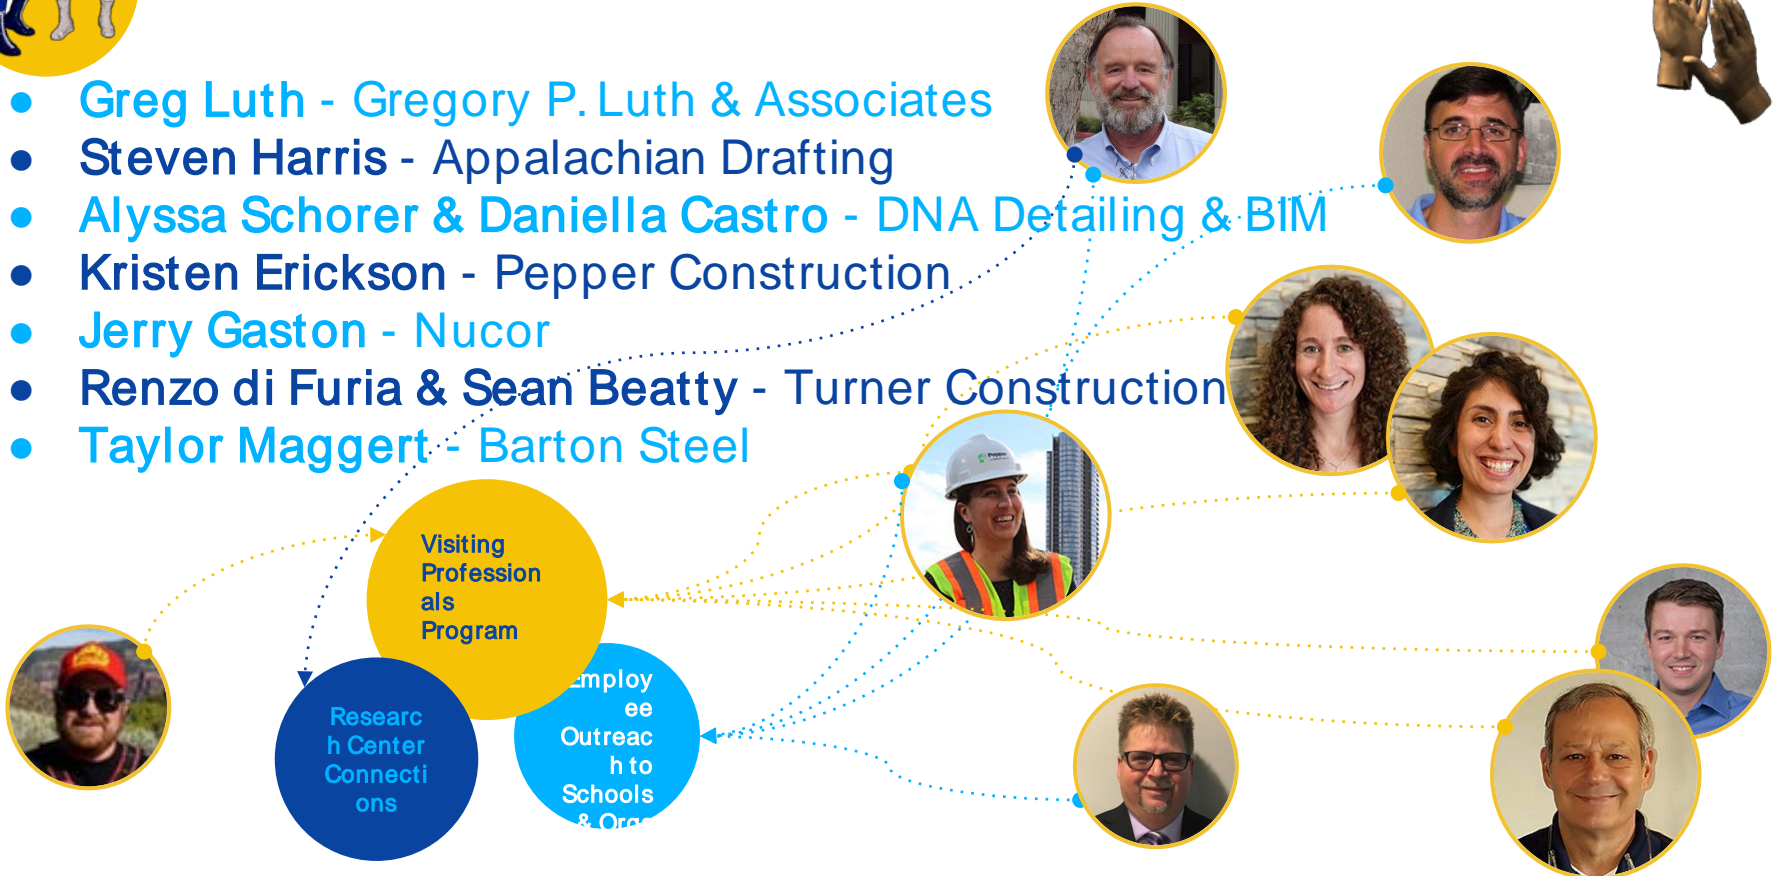 ● Greg Luth - Gregory P. Luth & Associates
● Steven Harris - Appalachian Drafting
● Alyssa Schorer & Daniella Castro - DNA Detailing & BIM
● Kristen Erickson - Pepper Construction
● Jerry Gaston - Nucor
● Renzo di Furia & Sean Beatty - Turner Construction
● Taylor Maggert - Barton Steel
Visiting
Profession
als
Program
Employ
ee
Outreac
h to
Schools
& Orgs
Researc
h Center
Connecti
ons
Pepper